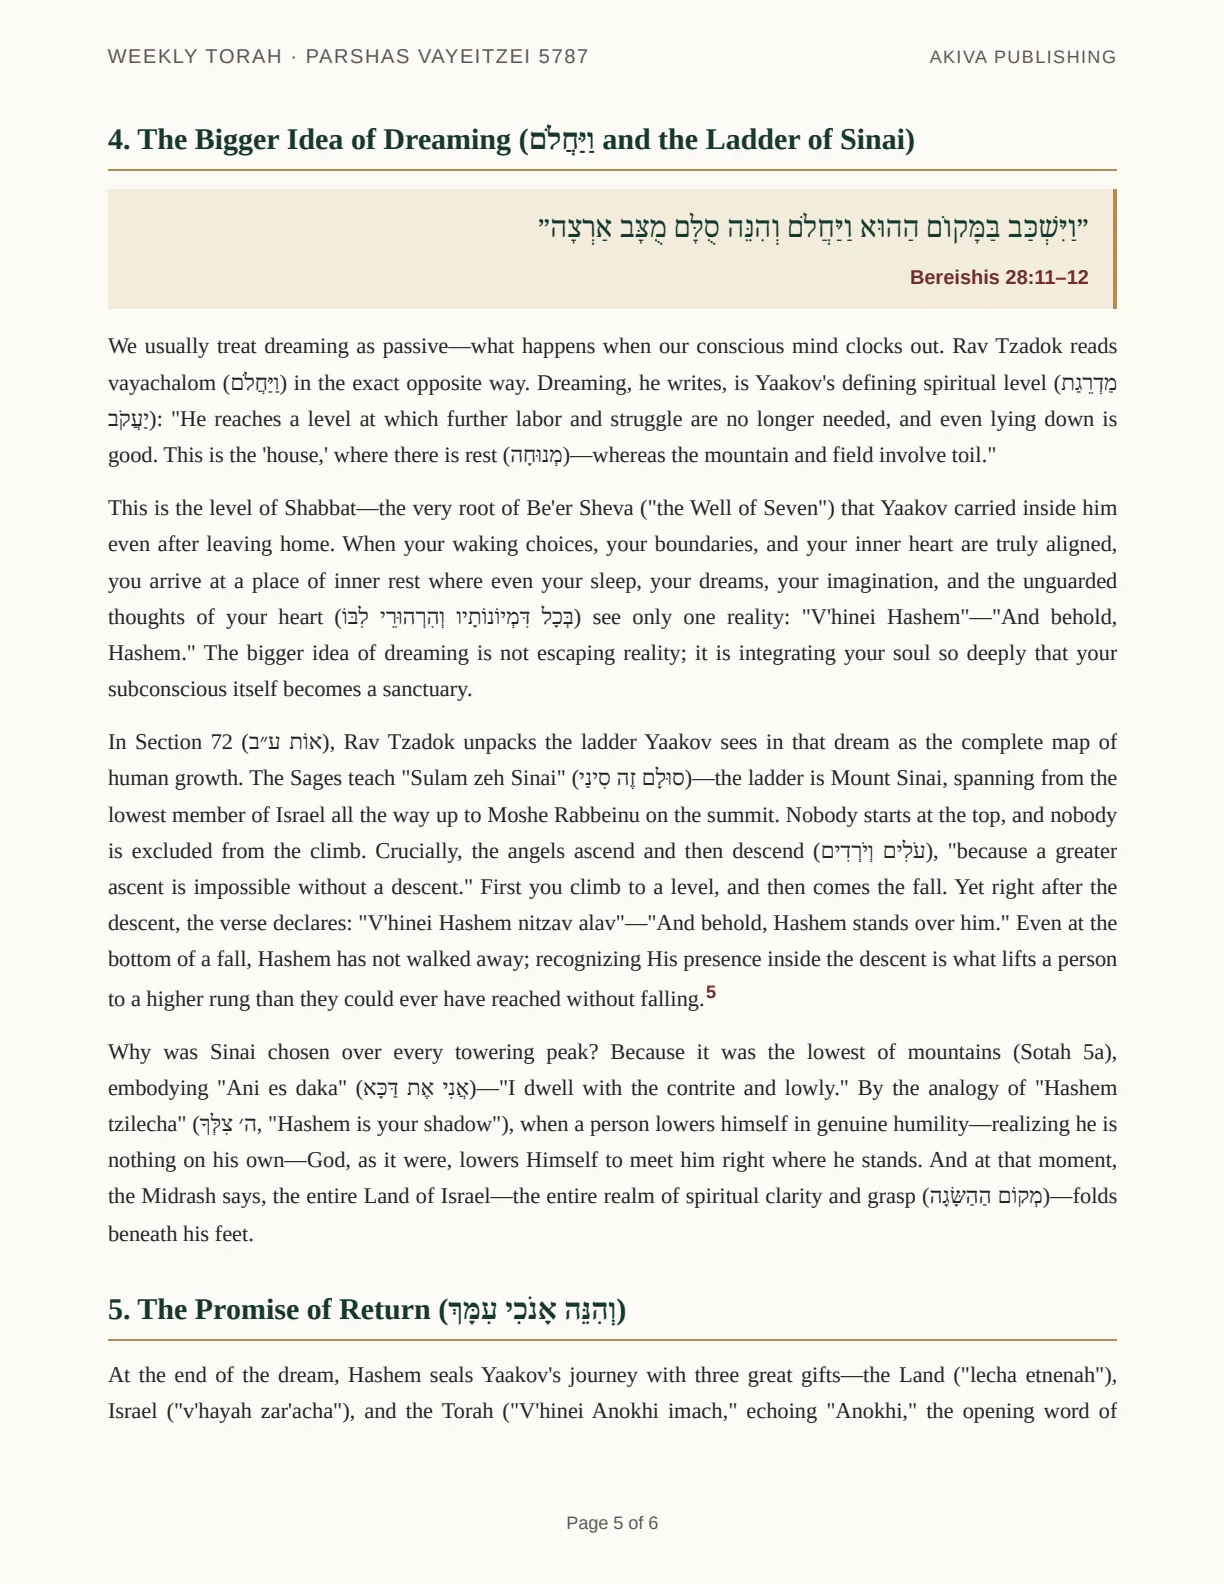 WEEKLY TORAH · PARSHAS VAYEITZEI 5787
AKIVA PUBLISHING
4. The Bigger Idea of Dreaming (וַיַּחֲלֹם and the Ladder of Sinai)
”וַיִּשְׁכַּב בַּמָּקוֹם הַהוּא וַיַּחֲלֹם וְהִנֵּה סֻלָּם מֻצָּב אַרְצָה”
Bereishis 28:11–12
We usually treat dreaming as passive—what happens when our conscious mind clocks out. Rav Tzadok reads
vayachalom (וַיַּחֲלֹם) in the exact opposite way. Dreaming, he writes, is Yaakov's defining spiritual level (מַדְרֵגַת
יַעֲקֹב): "He reaches a level at which further labor and struggle are no longer needed, and even lying down is
good. This is the 'house,' where there is rest (מְנוּחָה)—whereas the mountain and field involve toil."
This is the level of Shabbat—the very root of Be'er Sheva ("the Well of Seven") that Yaakov carried inside him
even after leaving home. When your waking choices, your boundaries, and your inner heart are truly aligned,
you arrive at a place of inner rest where even your sleep, your dreams, your imagination, and the unguarded
thoughts of your heart (בְּכָל דִּמְיוֹנוֹתָיו וְהִרְהוּרֵי לִבּוֹ) see only one reality: "V'hinei Hashem"—"And behold,
Hashem." The bigger idea of dreaming is not escaping reality; it is integrating your soul so deeply that your
subconscious itself becomes a sanctuary.
In Section 72 (אוֹת ע״ב), Rav Tzadok unpacks the ladder Yaakov sees in that dream as the complete map of
human growth. The Sages teach "Sulam zeh Sinai" (סוּלָם זֶה סִינַי)—the ladder is Mount Sinai, spanning from the
lowest member of Israel all the way up to Moshe Rabbeinu on the summit. Nobody starts at the top, and nobody
is excluded from the climb. Crucially, the angels ascend and then descend (עֹלִים וְיֹרְדִים), "because a greater
ascent is impossible without a descent." First you climb to a level, and then comes the fall. Yet right after the
descent, the verse declares: "V'hinei Hashem nitzav alav"—"And behold, Hashem stands over him." Even at the
bottom of a fall, Hashem has not walked away; recognizing His presence inside the descent is what lifts a person
to a higher rung than they could ever have reached without falling.5
Why was Sinai chosen over every towering peak? Because it was the lowest of mountains (Sotah 5a),
embodying "Ani es daka" (אֲנִי אֶת דַּכָּא)—"I dwell with the contrite and lowly." By the analogy of "Hashem
tzilecha" (ה׳ צִלְּךָ, "Hashem is your shadow"), when a person lowers himself in genuine humility—realizing he is
nothing on his own—God, as it were, lowers Himself to meet him right where he stands. And at that moment,
the Midrash says, the entire Land of Israel—the entire realm of spiritual clarity and grasp (מְקוֹם הַהַשָּׂגָה)—folds
beneath his feet.
5. The Promise of Return (וְהִנֵּה אָנֹכִי עִמָּךְ)
At the end of the dream, Hashem seals Yaakov's journey with three great gifts—the Land ("lecha etnenah"),
Israel ("v'hayah zar'acha"), and the Torah ("V'hinei Anokhi imach," echoing "Anokhi," the opening word of
Page 5 of 6